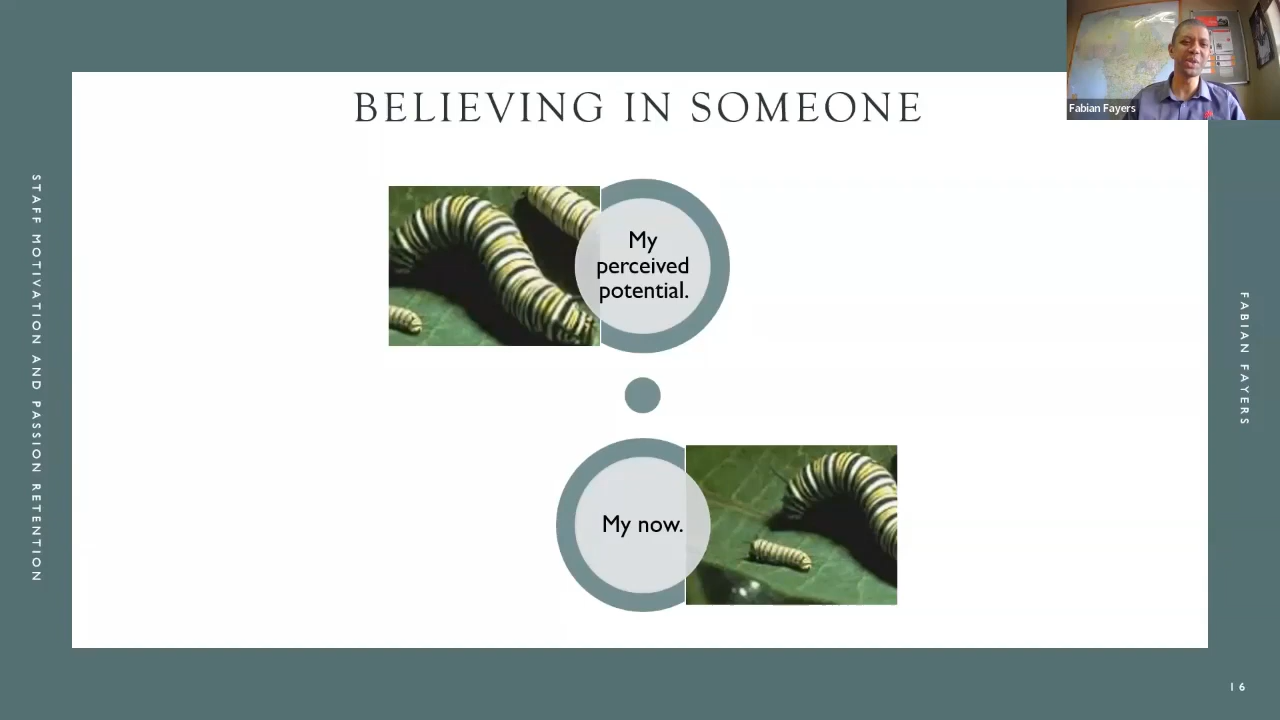 BELIEVING IN SOMEONE
Fabian Fayers
STAFF MOTIVATION AND PASSION RETENTION
My
perceived
potential.
My now.
FABIAN FAYERS
16